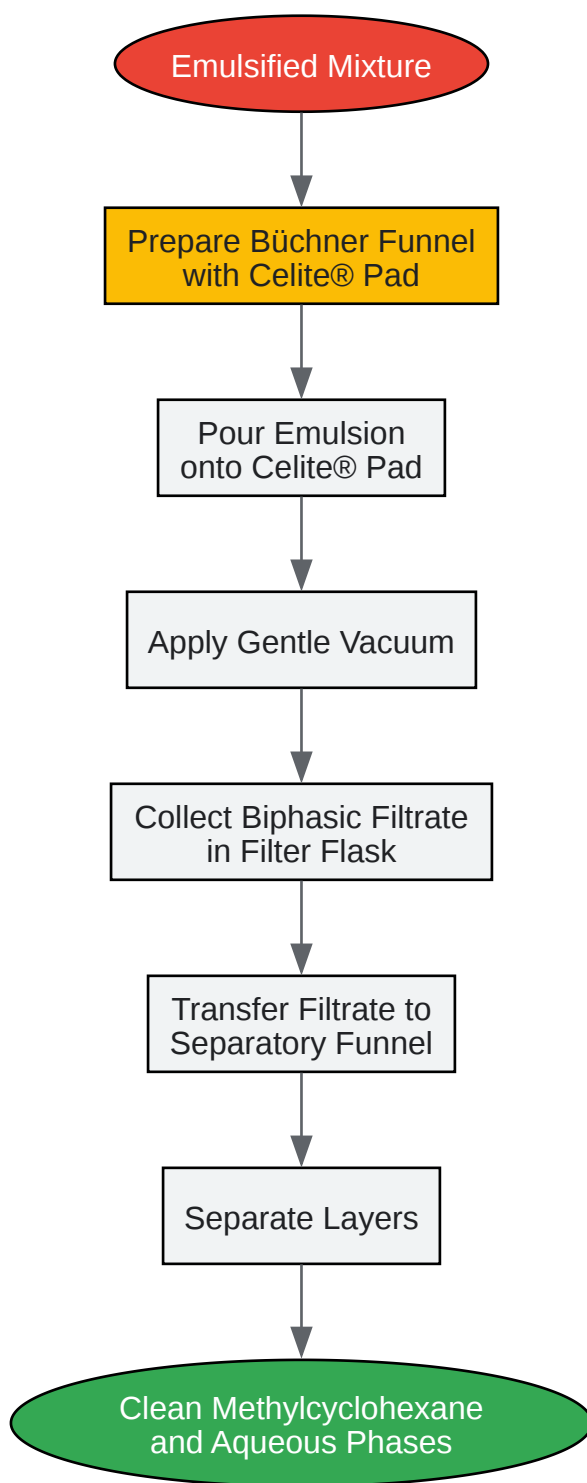 Emulsified Mixture
Prepare Büchner Funnel
with Celite® Pad
Pour Emulsion
onto Celite® Pad
Apply Gentle Vacuum
Collect Biphasic Filtrate
in Filter Flask
Transfer Filtrate to
Separatory Funnel
Separate Layers
Clean Methylcyclohexane
and Aqueous Phases